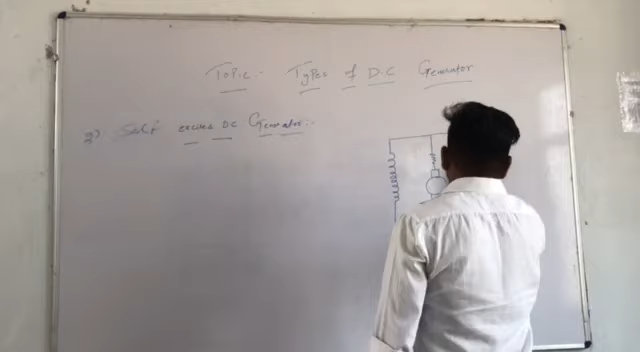 Topic - Types of D.C Generator
2) Self excited DC Generator:-